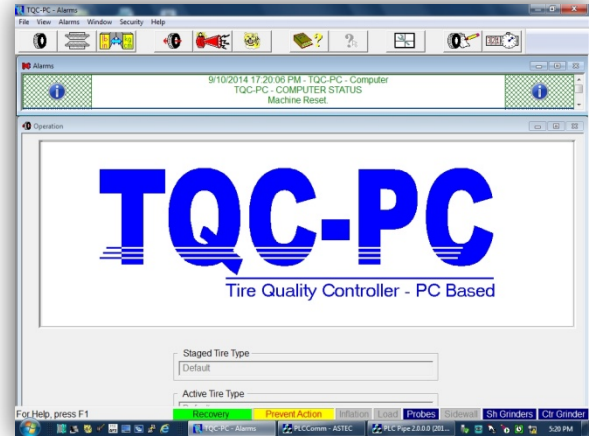 TQC-PC - Alarms
File View Alarms Window Security Help
Alarms
9/10/2014 17:20:06 PM - TQC-PC - Computer
TQC-PC - COMPUTER STATUS
Machine Reset.
Operation
TQC-PC
Tire Quality Controller - PC Based
Staged Tire Type
Default
Active Tire Type
For Help, press F1
Recovery
Prevent Action
Inflation
Load
Probes
Sidewall
Sh Grinders
Ctr Grinder
TQC-PC - Alarms
PLCComm - ASTEC
PLC Pipe 2.0.0.0 (201...
5:20 PM